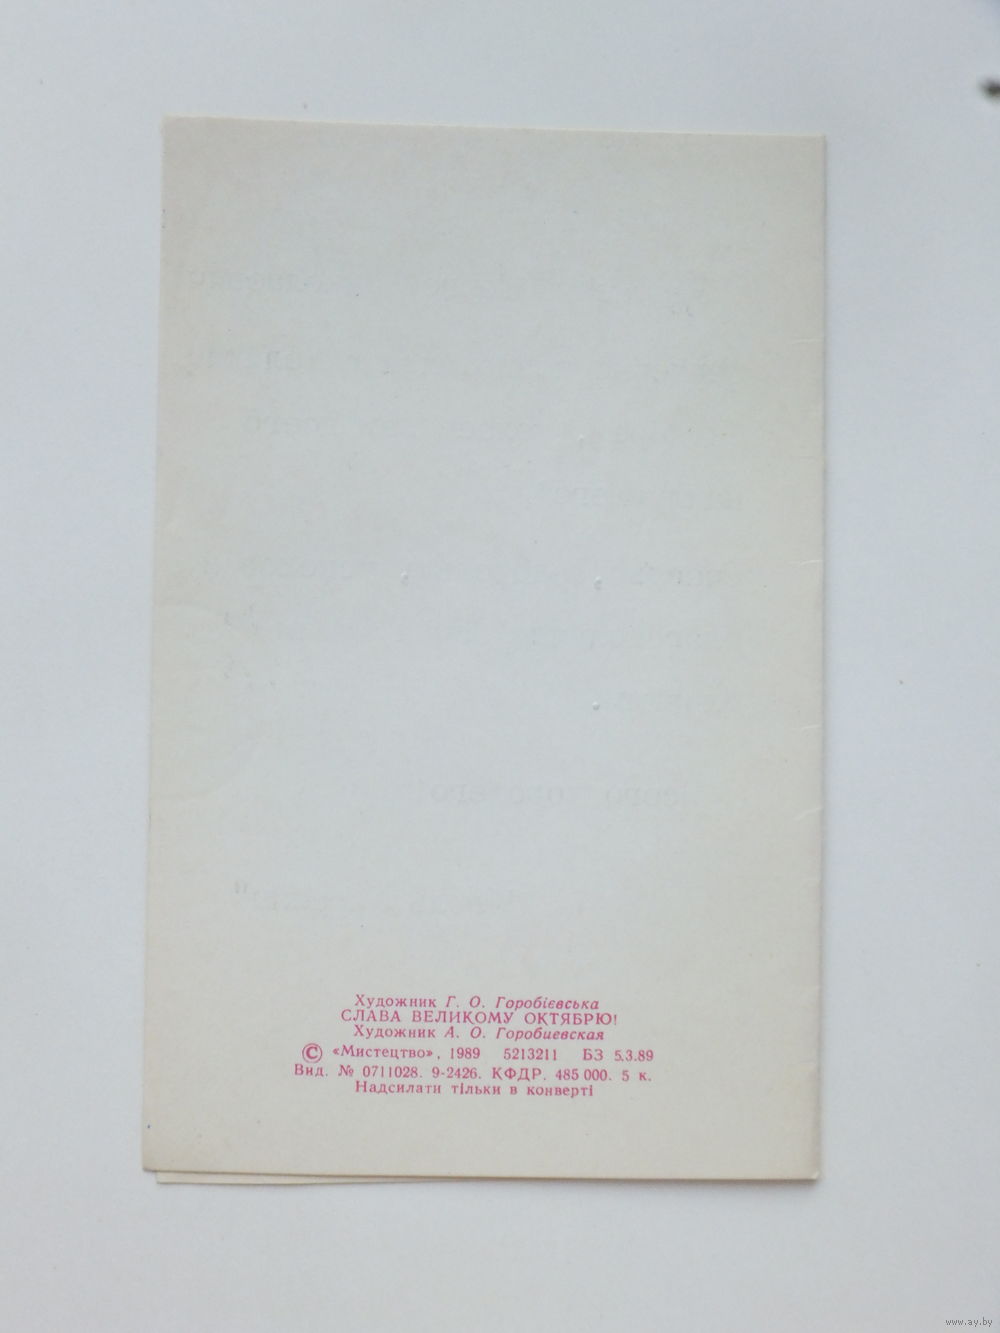 Художник Г. О. Горобієвська
СЛАВА ВЕЛИКОМУ ОКТЯБРЮ!
Художник А. О. Горобиевская
© «Мистецтво», 1989 5213211 БЗ 5.3.89
Вид. № 0711028. 9-2426. КФДР. 485 000. 5 к.
Надсилати тільки в конверті
www.ay.by